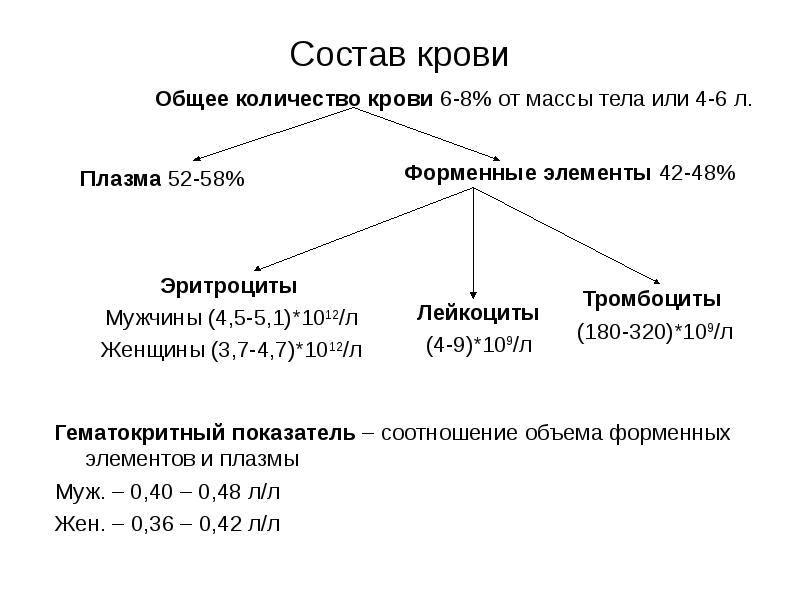 Состав крови
Общее количество крови 6-8% от массы тела или 4-6 л.
Плазма 52-58%
Форменные элементы 42-48%
Эритроциты
Мужчины (4,5-5,1)*10¹²/л
Женщины (3,7-4,7)*10¹²/л
Лейкоциты
(4-9)*10⁹/л
Тромбоциты
(180-320)*10⁹/л
Гематокритный показатель – соотношение объема форменных
элементов и плазмы
Муж. – 0,40 – 0,48 л/л
Жен. – 0,36 – 0,42 л/л